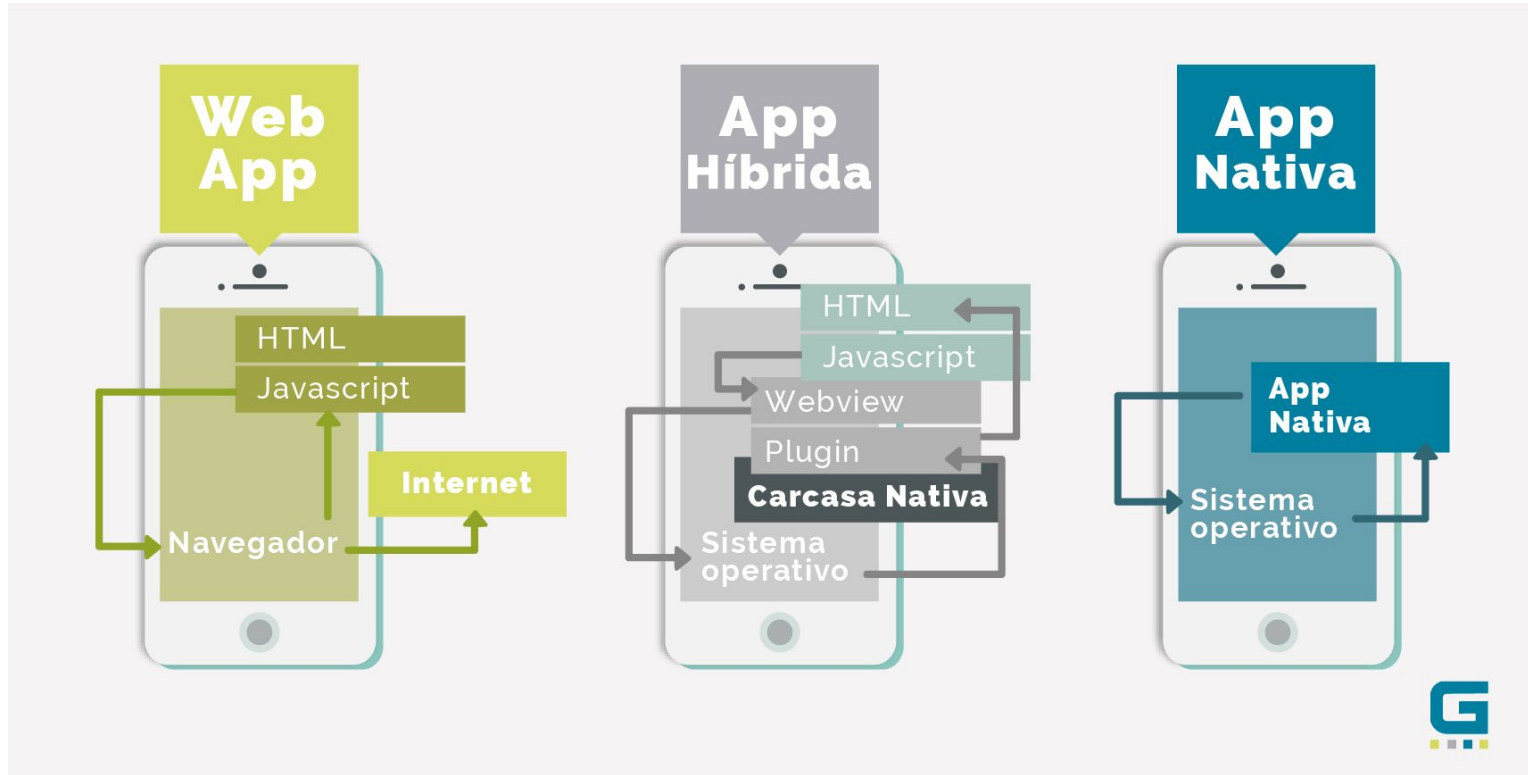 Web
App
HTML
Javascript
Internet
Navegador
App
Híbrida
HTML
Javascript
Webview
Plugin
Carcasa Nativa
Sistema
operativo
App
Nativa
App
Nativa
Sistema
operativo
G